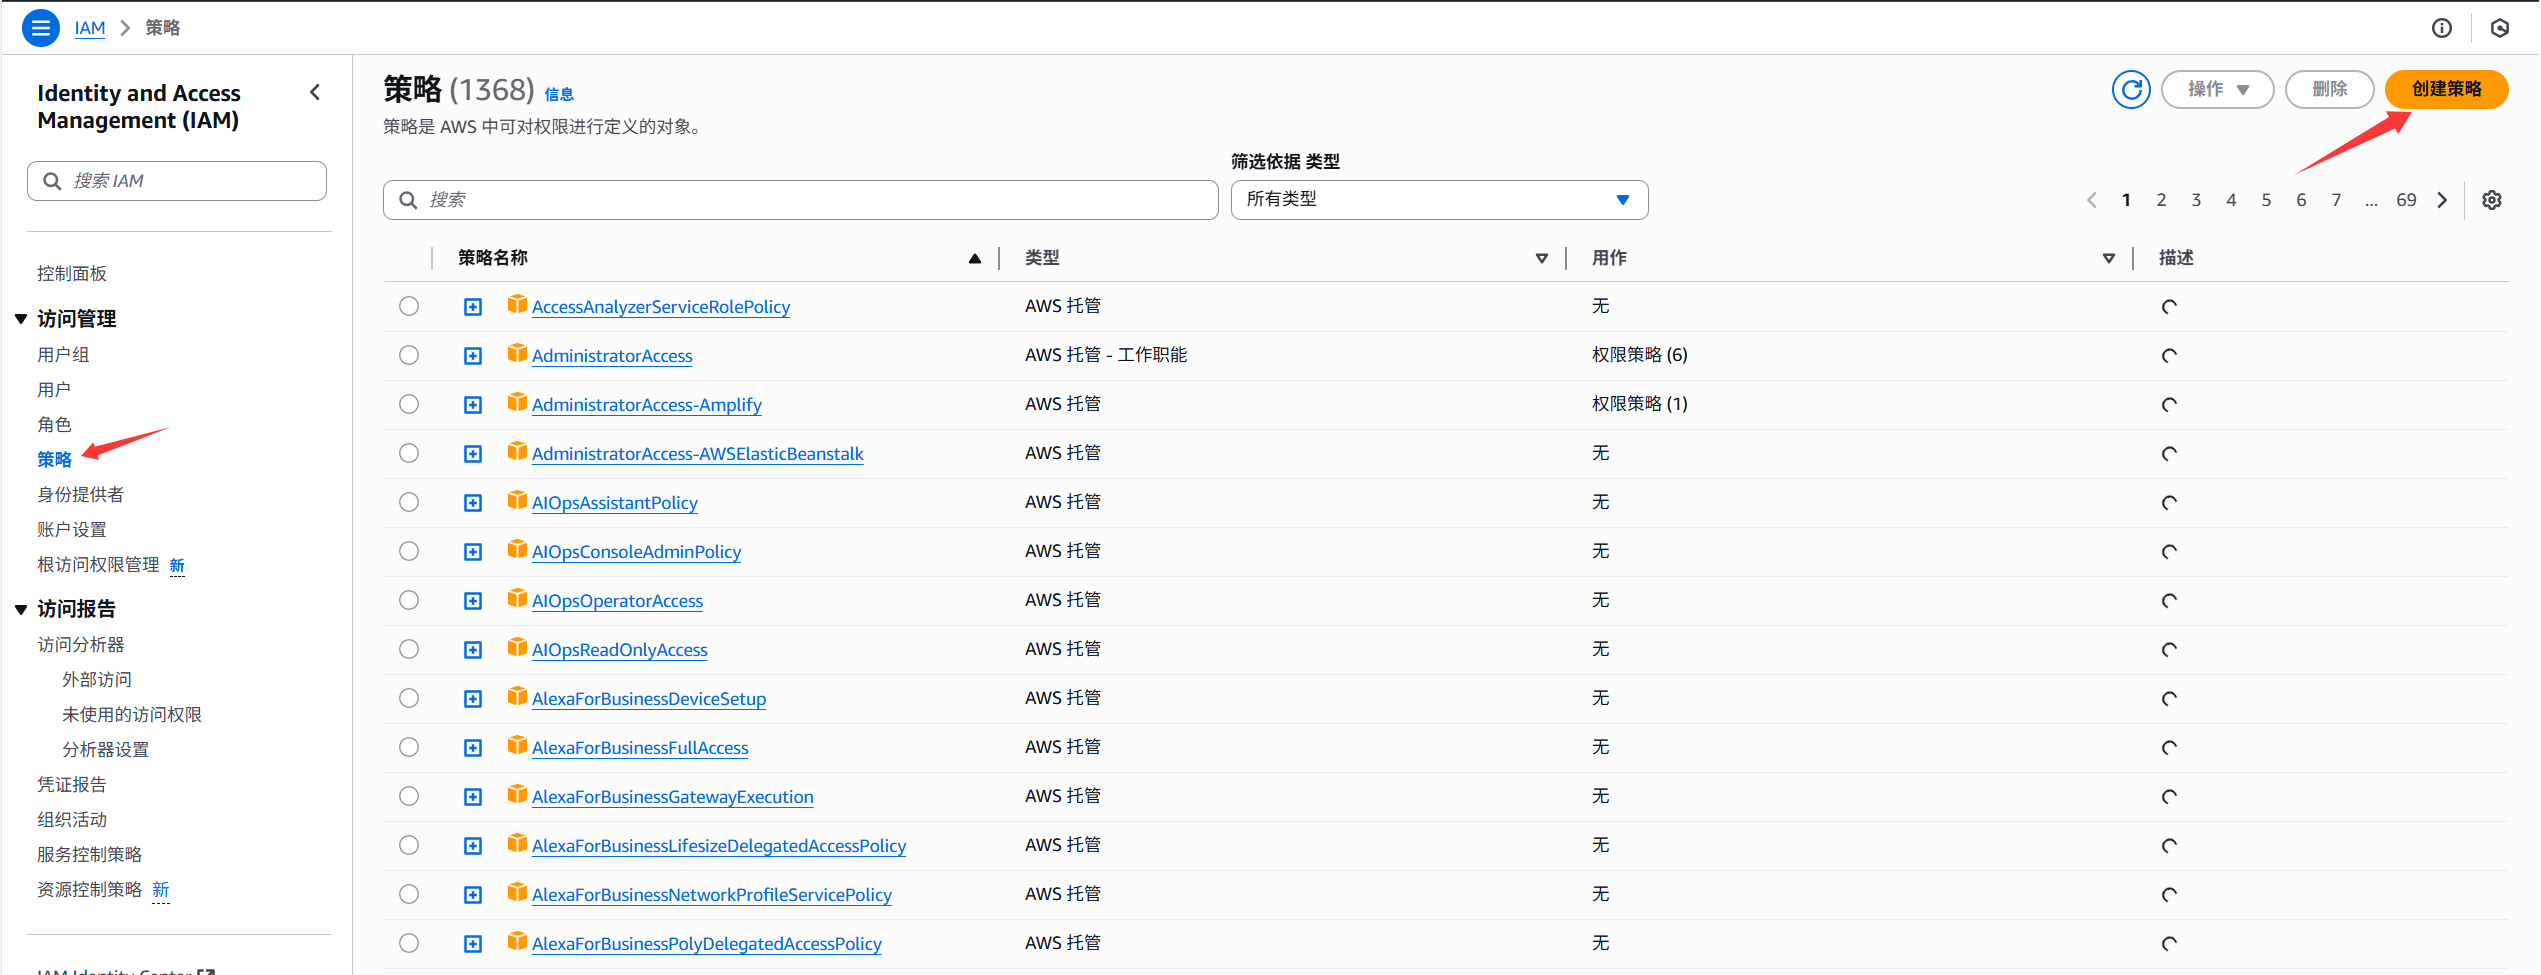 IAM 策略
Identity and Access
Management (IAM)
搜索 IAM
控制面板
访问管理
用户组
用户
角色
策略
身份提供者
账户设置
根访问权限管理 新
访问报告
访问分析器
外部访问
未使用的访问权限
分析器设置
凭证报告
组织活动
服务控制策略
资源控制策略 新
IAM Identity Center
策略 (1368) 信息
策略是 AWS 中可对权限进行定义的对象。
操作 删除 创建策略
筛选依据 类型
搜索 所有类型 1 2 3 4 5 6 7 ... 69
策略名称 类型 用作 描述
AccessAnalyzerServiceRolePolicy AWS 托管 无
AdministratorAccess AWS 托管 - 工作职能 权限策略 (6)
AdministratorAccess-Amplify AWS 托管 权限策略 (1)
AdministratorAccess-AWSElasticBeanstalk AWS 托管 无
AIOpsAssistantPolicy AWS 托管 无
AIOpsConsoleAdminPolicy AWS 托管 无
AIOpsOperatorAccess AWS 托管 无
AIOpsReadOnlyAccess AWS 托管 无
AlexaForBusinessDeviceSetup AWS 托管 无
AlexaForBusinessFullAccess AWS 托管 无
AlexaForBusinessGatewayExecution AWS 托管 无
AlexaForBusinessLifesizeDelegatedAccessPolicy AWS 托管 无
AlexaForBusinessNetworkProfileServicePolicy AWS 托管 无
AlexaForBusinessPolyDelegatedAccessPolicy AWS 托管 无